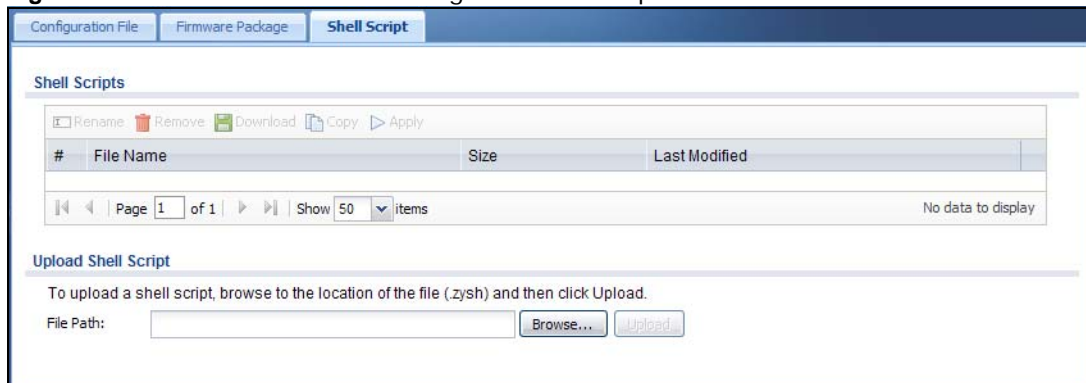 Configuration File Firmware Package Shell Script
Shell Scripts
Rename Remove Download Copy Apply
# File Name Size Last Modified
Page 1 of 1 Show 50 items No data to display
Upload Shell Script
To upload a shell script, browse to the location of the file (.zysh) and then click Upload.
File Path: Browse... Upload